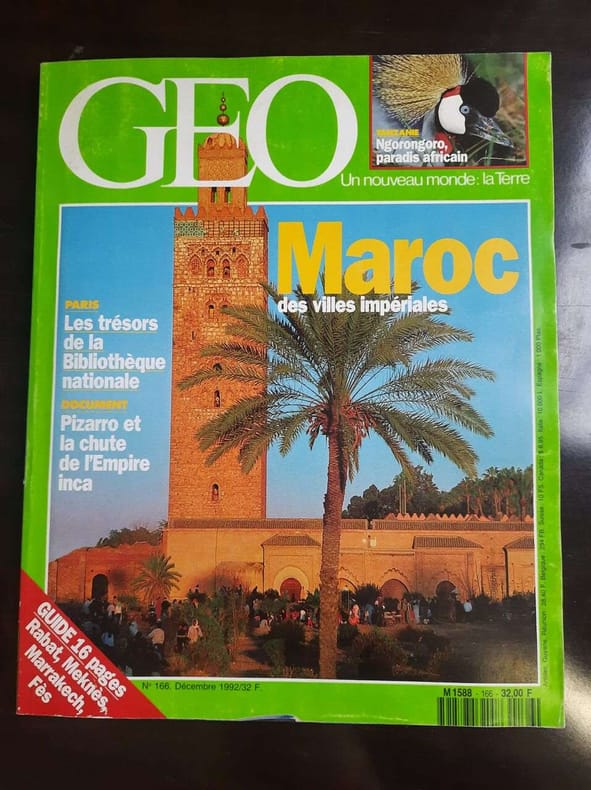 GEO
TANZANIE
Ngorongoro,
paradis africain
Un nouveau monde : la Terre
Maroc
des villes impériales
PARIS
Les trésors
de la
Bibliothèque
nationale
DOCUMENT
Pizarro et
la chute
de l'Empire
inca
GUIDE 16 pages
Rabat, Meknès,
Marrakech,
Fès
N° 166. Décembre 1992/32 F.
M 1588 - 166 - 32,00 F